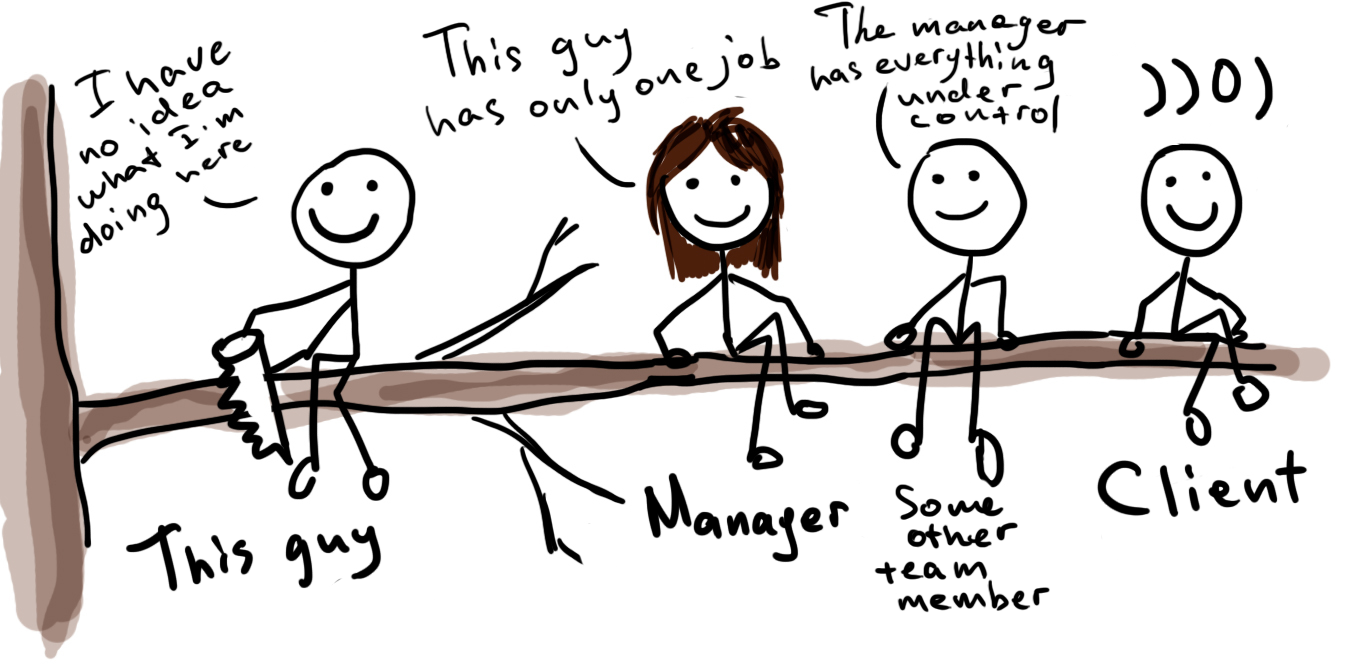 I have
no idea
what I'm
doing here
This guy
has only one job
The manager
has everything
under
control
))0)
This guy
Manager
Some
other
team
member
Client